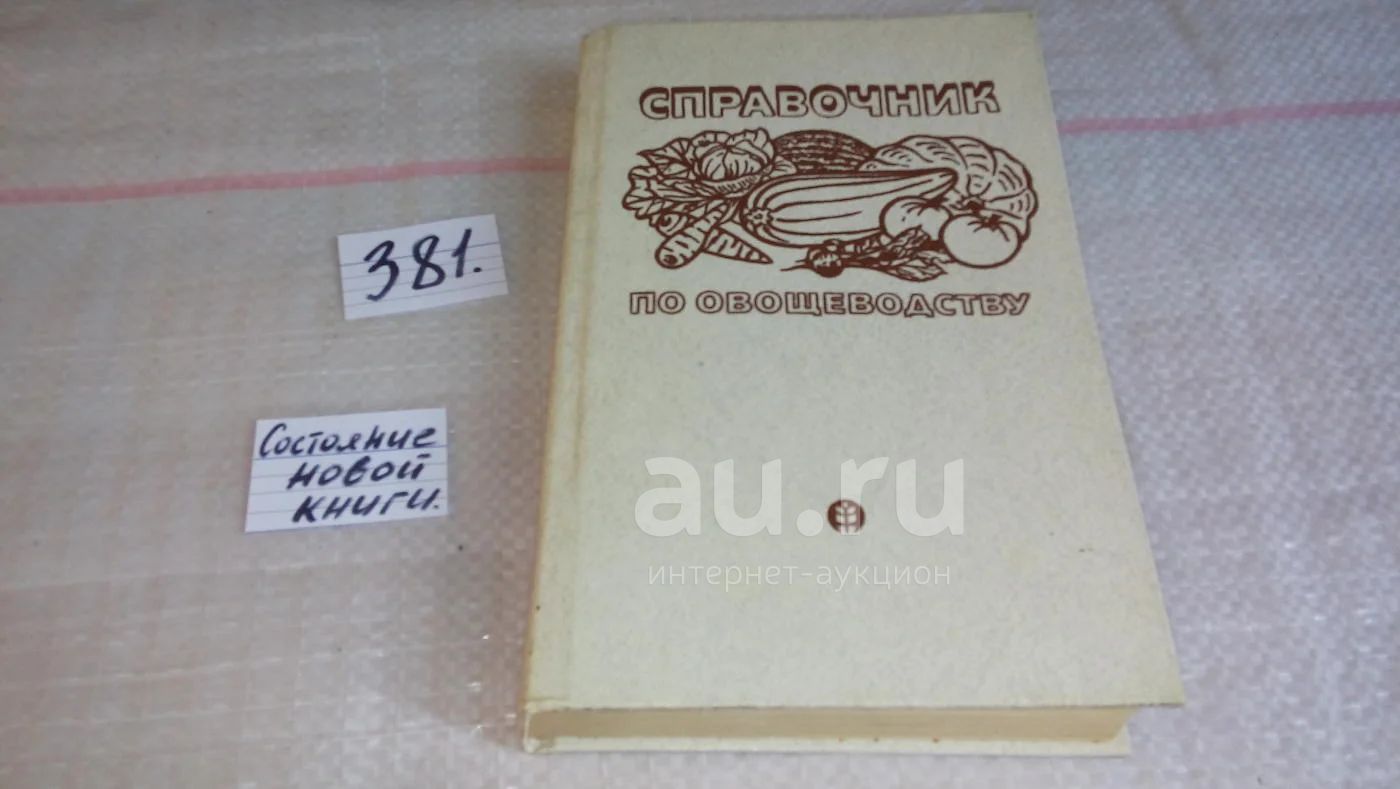 СПРАВОЧНИК
ПО ОВОЩЕВОДСТВУ
381.
Состояние
новой
книги.
au.ru
интернет-аукцион